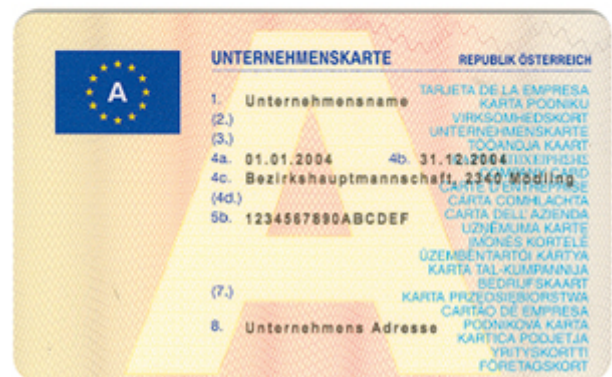 UNTERNEHMENSKARTE REPUBLIK ÖSTERREICH
A
1. Unternehmensname
(2.)
(3.)
4a. 01.01.2004 4b. 31.12.2004
4c. Bezirkshauptmannschaft, 2340 Mödling
(4d.)
5b. 1234567890ABCDEF
(7.)
8. Unternehmens Adresse
TARJETA DE LA EMPRESA
KARTA PODNIKU
VIRKSOMHEDSKORT
UNTERNEHMENSKARTE
TÖÖANDJA KAART
CARTE D'ENTREPRISE
CARTA COMHLACHTA
CARTA DELL'AZIENDA
UZŅĒMUMA KARTE
ĮMONĖS KORTELĖ
ÜZEMBENTARTÓI KÁRTYA
KARTA TAL-KUMPANNIJA
BEDRIJFSKAART
KARTA PRZEDSIĘBIORSTWA
CARTÃO DE EMPRESA
PODNIKOVÁ KARTA
KARTICA PODJETJA
YRITYSKORTTI
FÖRETAGSKORT